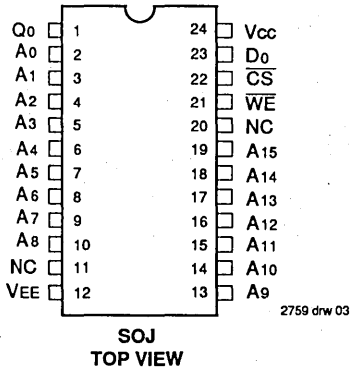 Q0 1 24 Vcc
A0 2 23 D0
A1 3 22 CS
A2 4 21 WE
A3 5 20 NC
A4 6 19 A15
A5 7 18 A14
A6 8 17 A13
A7 9 16 A12
A8 10 15 A11
NC 11 14 A10
VEE 12 13 A9
2759 drw 03
SOJ
TOP VIEW